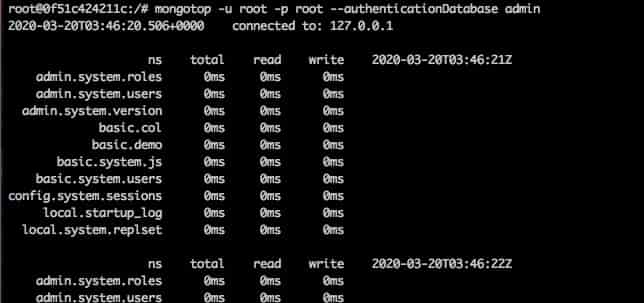 root@0f51c424211c:/# mongotop -u root -p root --authenticationDatabase admin
2020-03-20T03:46:20.506+0000    connected to: 127.0.0.1
ns    total    read    write    2020-03-20T03:46:21Z
admin.system.roles    0ms    0ms    0ms
admin.system.users    0ms    0ms    0ms
admin.system.version    0ms    0ms    0ms
basic.col    0ms    0ms    0ms
basic.demo    0ms    0ms    0ms
basic.system.js    0ms    0ms    0ms
basic.system.users    0ms    0ms    0ms
config.system.sessions    0ms    0ms    0ms
local.startup_log    0ms    0ms    0ms
local.system.replset    0ms    0ms    0ms
ns    total    read    write    2020-03-20T03:46:22Z
admin.system.roles    0ms    0ms    0ms
admin.system.users    0ms    0ms    0ms